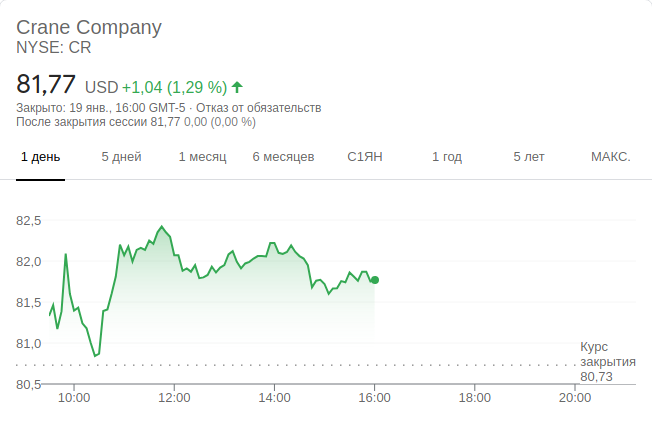 Crane Company
NYSE: CR
81,77 USD +1,04 (1,29 %)
Закрыто: 19 янв., 16:00 GMT-5 · Отказ от обязательств
После закрытия сессии 81,77 0,00 (0,00 %)
1 день 5 дней 1 месяц 6 месяцев С1ЯН 1 год 5 лет МАКС.
82,5
82,0
81,5
81,0
Курс
закрытия
80,73
80,5
10:00 12:00 14:00 16:00 18:00 20:00